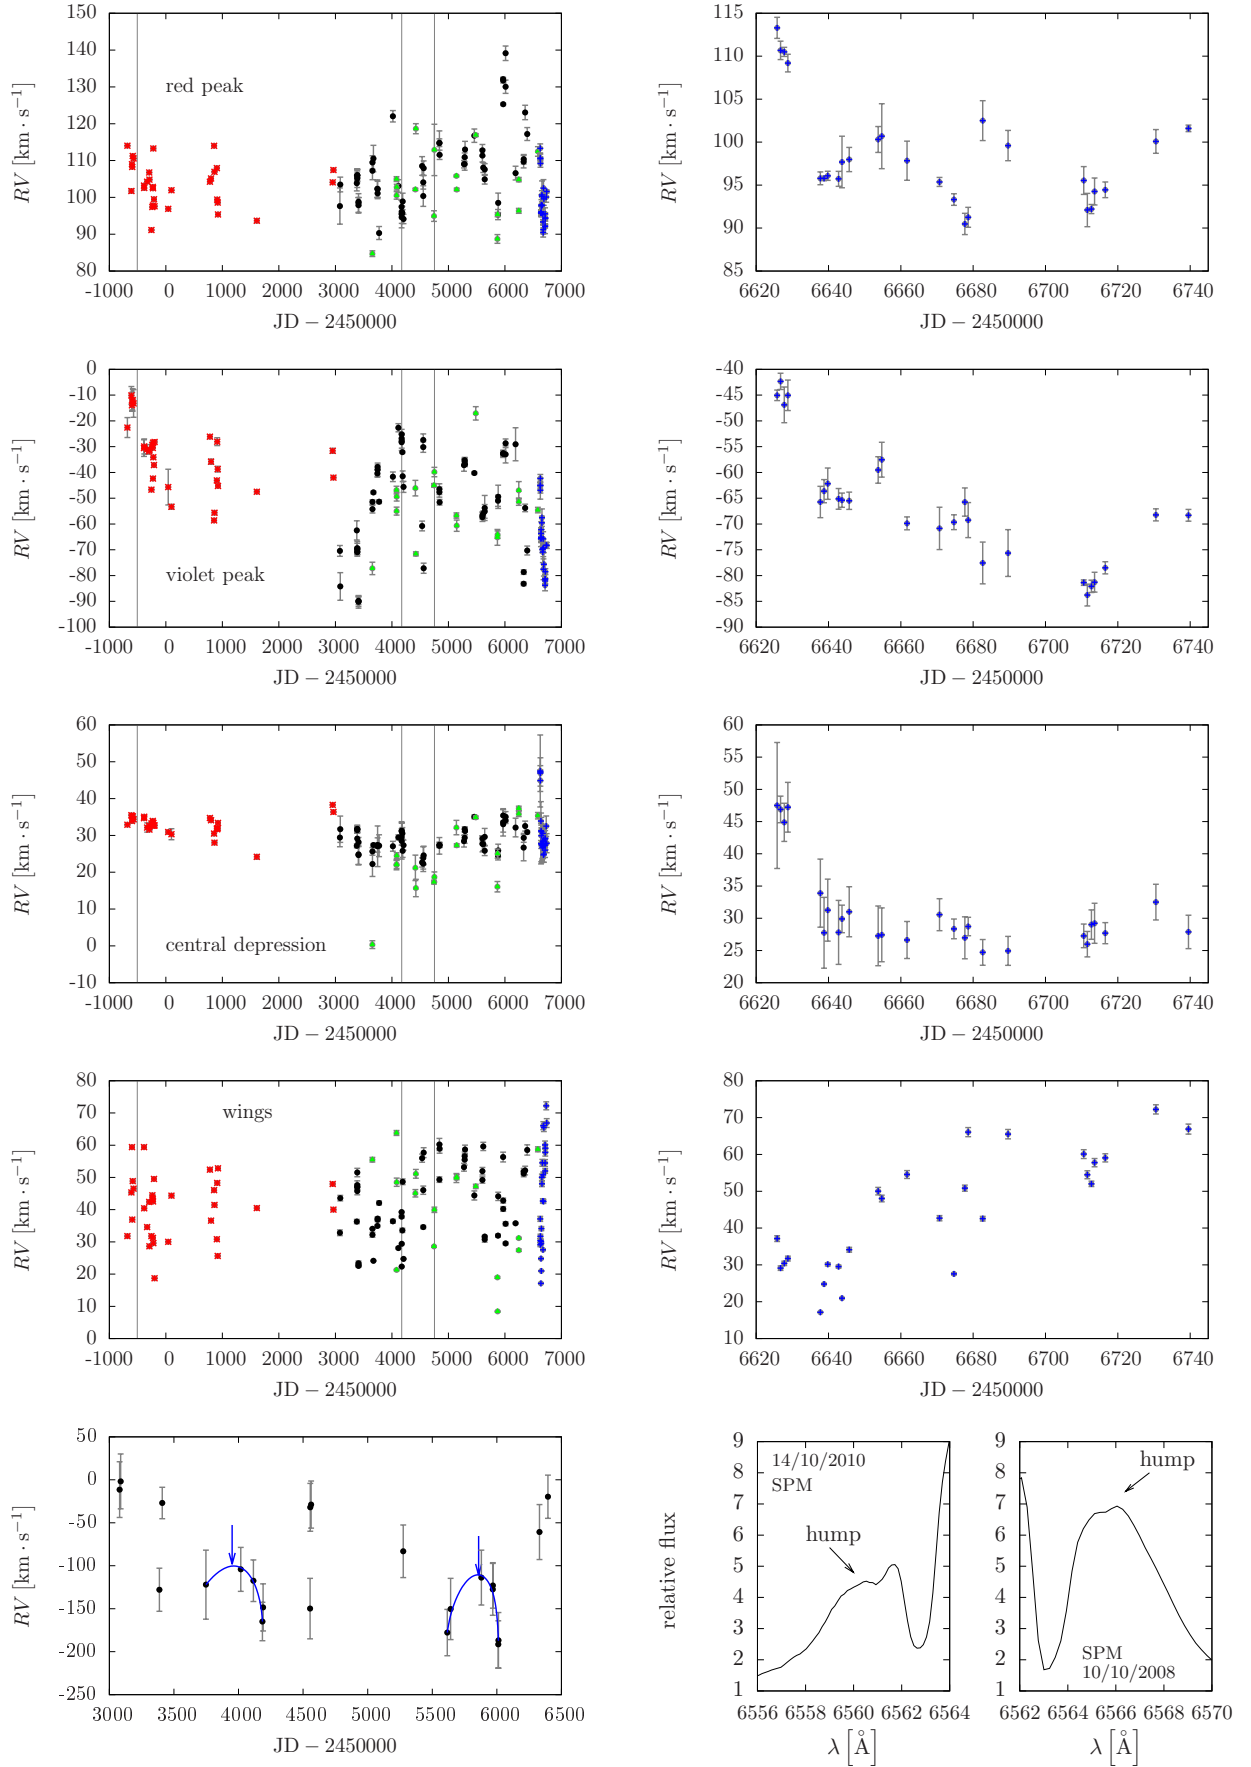 115
110
105
100
95
90
85
RV [km · s⁻¹]
6620 6640 6660 6680 6700 6720 6740
JD − 2450000
150
140
130
120
110
100
90
80
RV [km · s⁻¹]
red peak
-1000 0 1000 2000 3000 4000 5000 6000 7000
JD − 2450000
0
-10
-20
-30
-40
-50
-60
-70
-80
-90
-100
RV [km · s⁻¹]
violet peak
-1000 0 1000 2000 3000 4000 5000 6000 7000
JD − 2450000
-40
-45
-50
-55
-60
-65
-70
-75
-80
-85
-90
RV [km · s⁻¹]
6620 6640 6660 6680 6700 6720 6740
JD − 2450000
60
50
40
30
20
10
0
-10
RV [km · s⁻¹]
central depression
-1000 0 1000 2000 3000 4000 5000 6000 7000
JD − 2450000
60
55
50
45
40
35
30
25
20
RV [km · s⁻¹]
6620 6640 6660 6680 6700 6720 6740
JD − 2450000
80
70
60
50
40
30
20
10
0
RV [km · s⁻¹]
wings
-1000 0 1000 2000 3000 4000 5000 6000 7000
JD − 2450000
80
70
60
50
40
30
20
10
RV [km · s⁻¹]
6620 6640 6660 6680 6700 6720 6740
JD − 2450000
50
0
-50
-100
-150
-200
-250
RV [km · s⁻¹]
3000 3500 4000 4500 5000 5500 6000 6500
JD − 2450000
9
8
7
6
5
4
3
2
1
relative flux
14/10/2010
SPM
hump
6556 6558 6560 6562 6564
λ [Å]
9
8
7
6
5
4
3
2
1
hump
SPM
10/10/2008
6562 6564 6566 6568 6570
λ [Å]